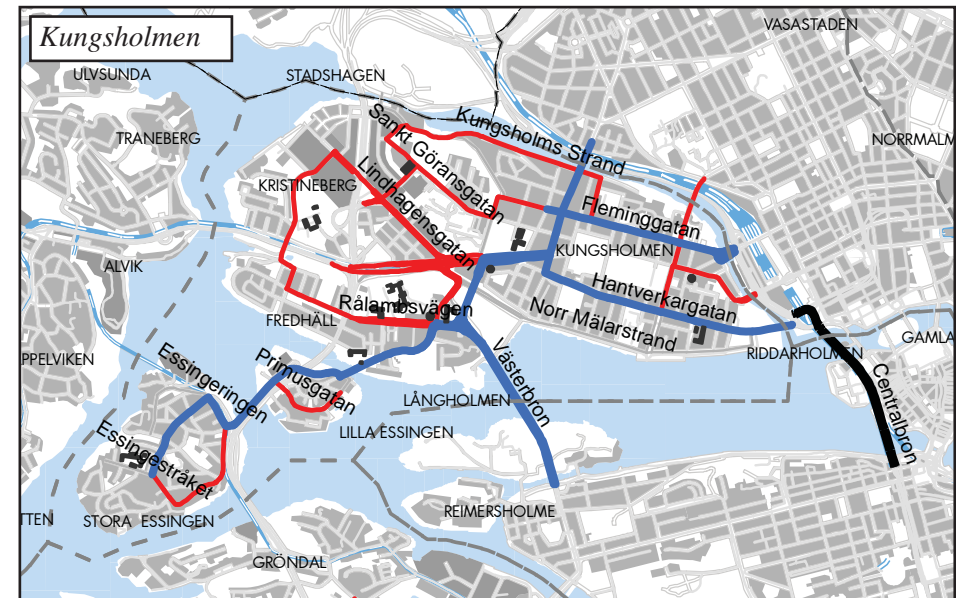 Kungsholmen
VASASTADEN
ULVSUNDA
STADSHAGEN
TRANEBERG
Sankt Göransgatan
Kungsholms Strand
NORRMALM
KRISTINEBERG
Lindhagensgatan
Fleminggatan
KUNGSHOLMEN
ALVIK
Hantverkargatan
Rålambsvägen
Norr Mälarstrand
FREDHÄLL
GAMLA
PPELVIKEN
RIDDARHOLMEN
Essingeringen
Primusgatan
Västerbron
Centralbron
LÅNGHOLMEN
LILLA ESSINGEN
Essingestråket
REIMERSHOLME
TTEN
STORA ESSINGEN
GRÖNDAL